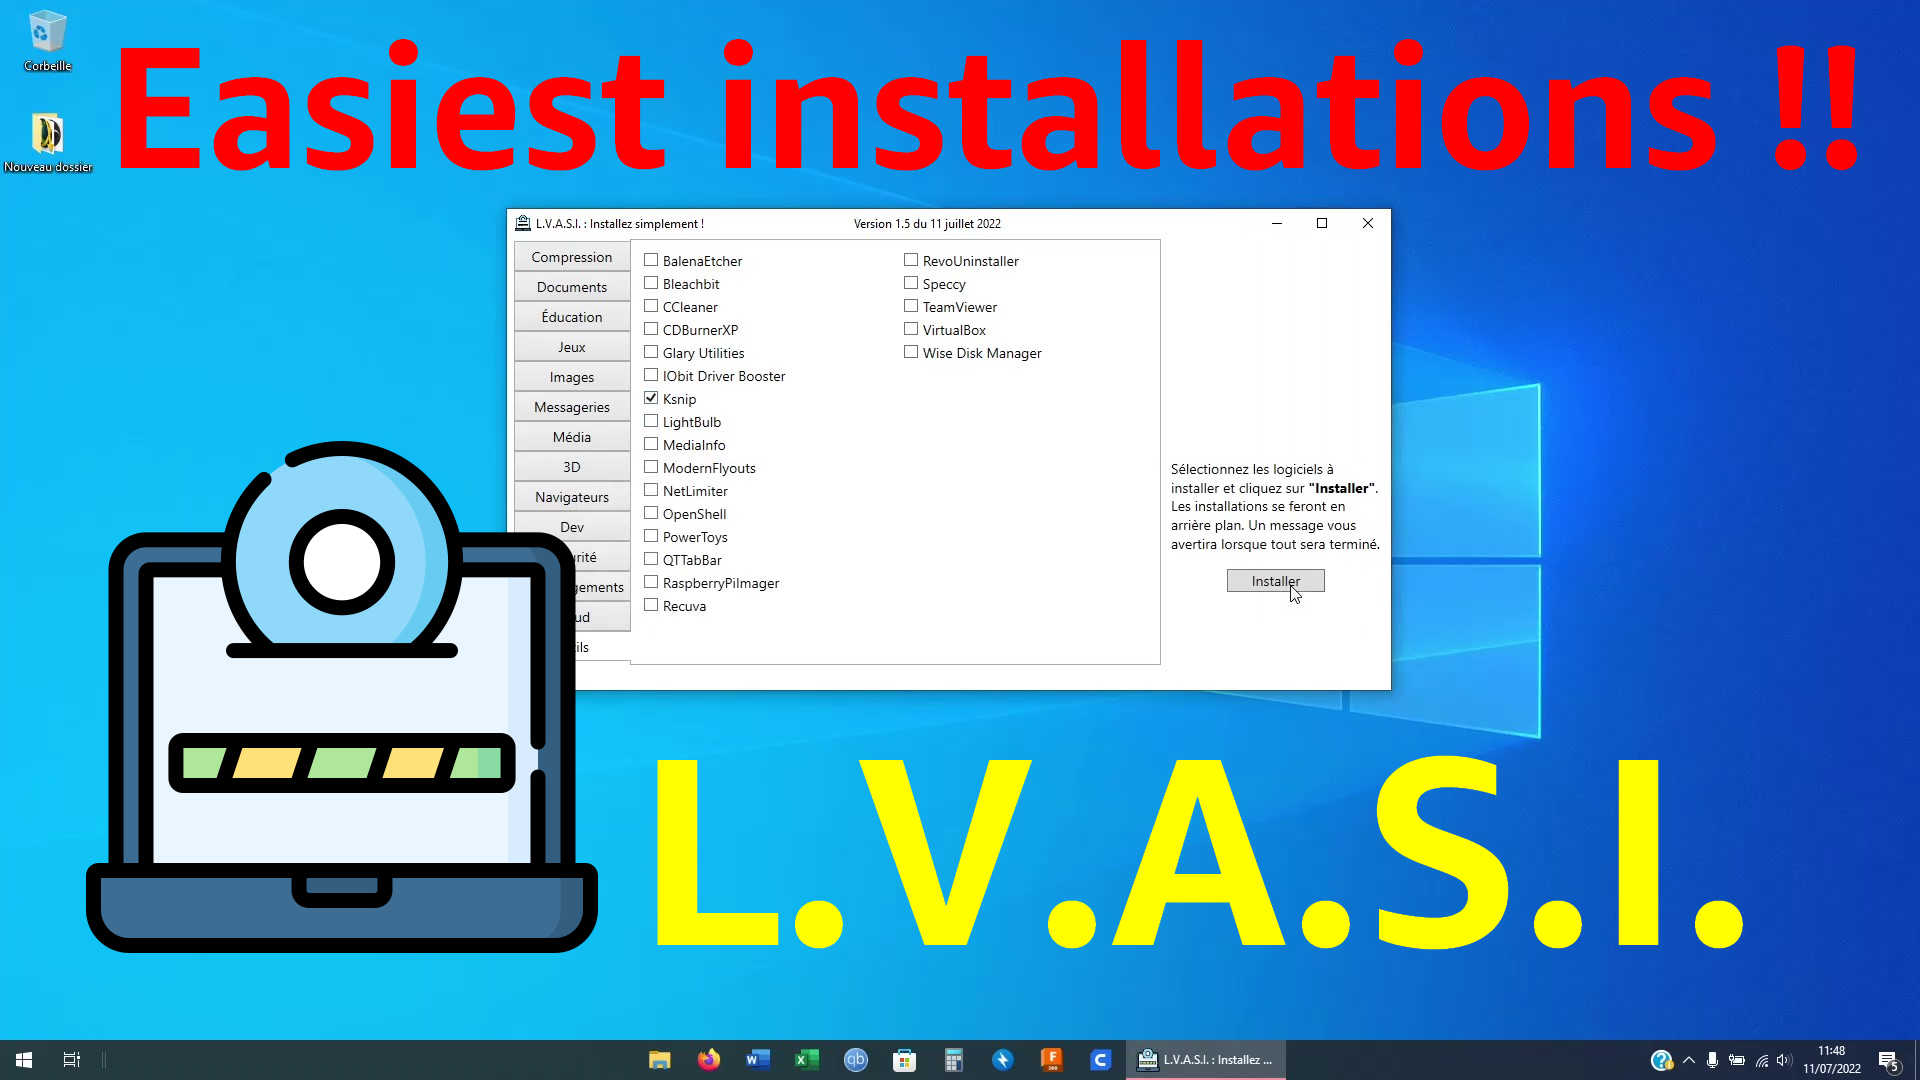 Corbeille
Nouveau dossier
Easiest installations !!
L.V.A.S.I. : Installez simplement !
Version 1.5 du 11 juillet 2022
Compression
Documents
Éducation
Jeux
Images
Messageries
Média
3D
Navigateurs
Dev
BalenaEtcher
Bleachbit
CCleaner
CDBurnerXP
Glary Utilities
IObit Driver Booster
Ksnip
LightBulb
MediaInfo
ModernFlyouts
NetLimiter
OpenShell
PowerToys
QTTabBar
RaspberryPiImager
Recuva
RevoUninstaller
Speccy
TeamViewer
VirtualBox
Wise Disk Manager
Sélectionnez les logiciels à
installer et cliquez sur "Installer".
Les installations se feront en
arrière plan. Un message vous
avertira lorsque tout sera terminé.
Installer
L.V.A.S.I.
L.V.A.S.I. : Installez ...
11:48
11/07/2022
5